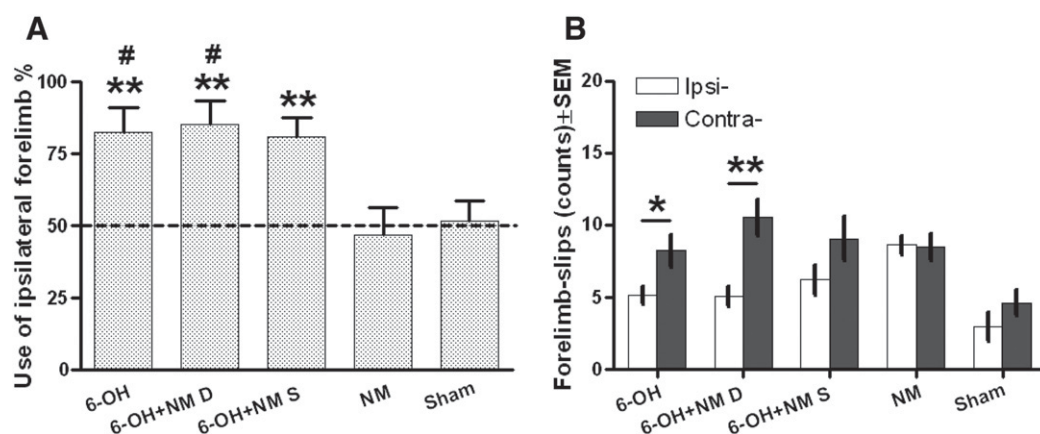 A
#
#
**
**
**
Use of ipsilateral forelimb %
100
75
50
25
0
6-OH
6-OH+NM D
6-OH+NM S
NM
Sham
B
Forelimb-slips (counts)±SEM
20
15
10
5
0
Ipsi-
Contra-
*
**
6-OH
6-OH+NM D
6-OH+NM S
NM
Sham